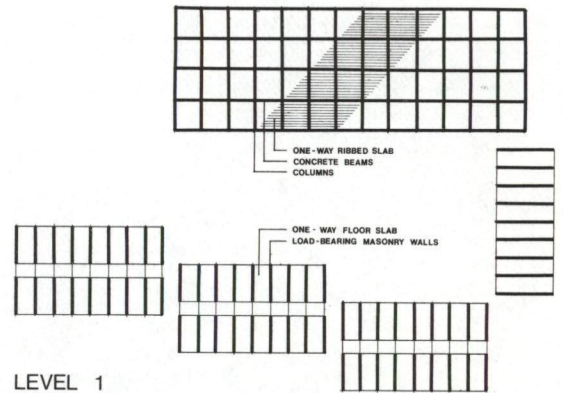 ONE-WAY RIBBED SLAB
CONCRETE BEAMS
COLUMNS
ONE-WAY FLOOR SLAB
LOAD-BEARING MASONRY WALLS
LEVEL 1